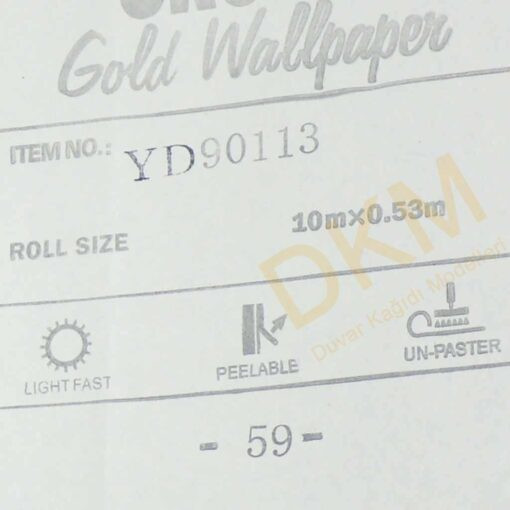 Gold Wallpaper
ITEM NO.: YD90113
ROLL SIZE 10m×0.53m
DKM
Duvar Kağıdı Modelleri
LIGHT FAST PEELABLE UN-PASTER
- 59 -